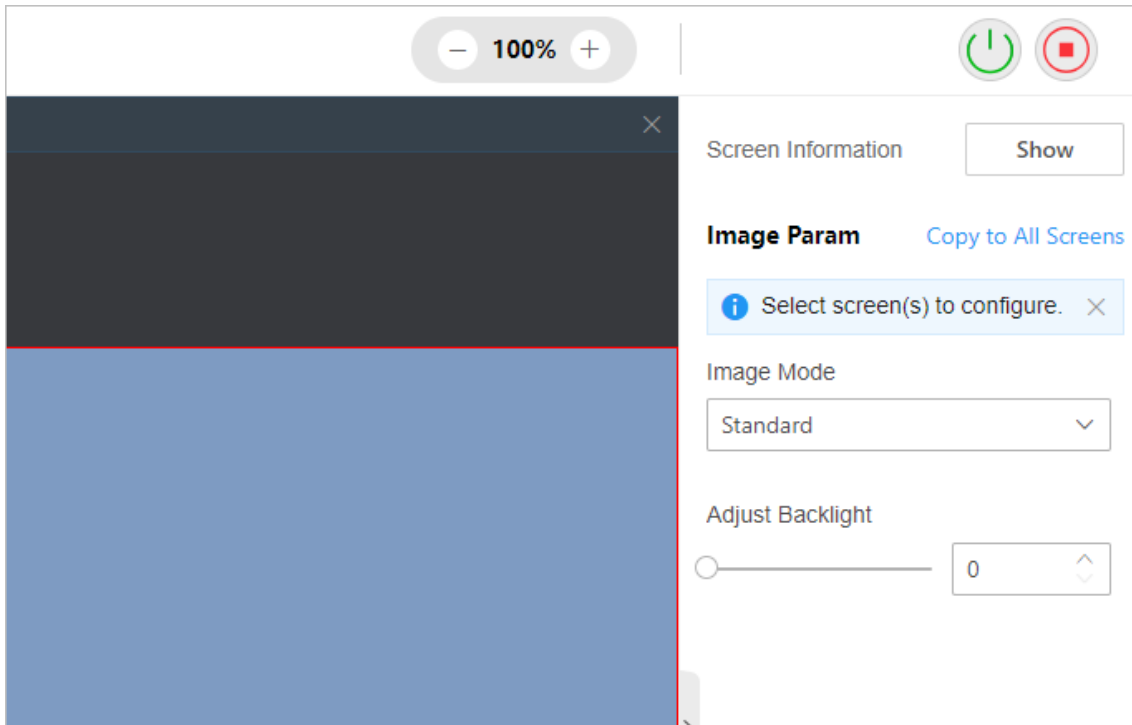 100%
Screen Information Show
Image Param Copy to All Screens
Select screen(s) to configure.
Image Mode
Standard
Adjust Backlight
0